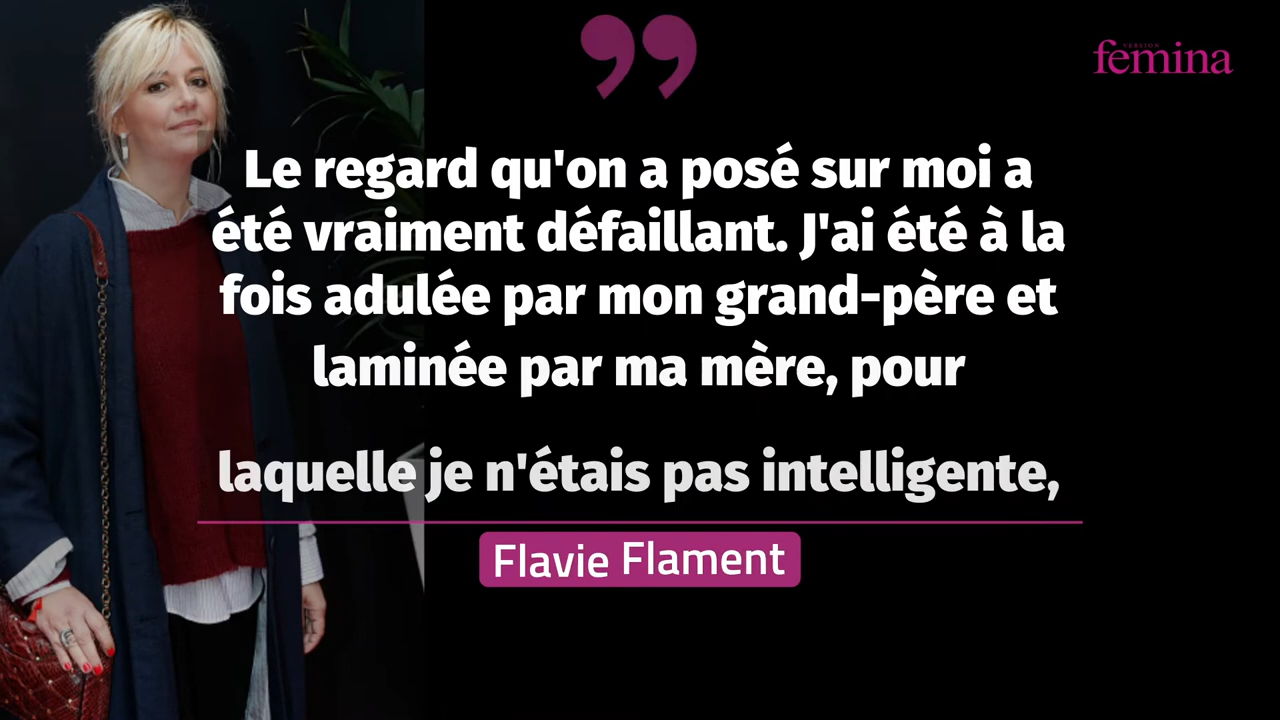 ”
VERSION
femina
Le regard qu'on a posé sur moi a
été vraiment défaillant. J'ai été à la
fois adulée par mon grand-père et
laminée par ma mère, pour
laquelle je n'étais pas intelligente,
Flavie Flament